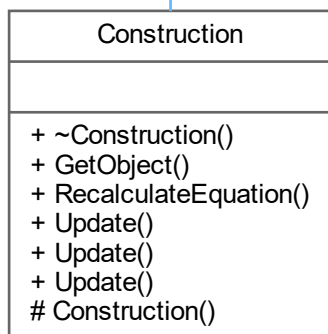 Construction
+ ~Construction()
+ GetObject()
+ RecalculateEquation()
+ Update()
+ Update()
+ Update()
# Construction()